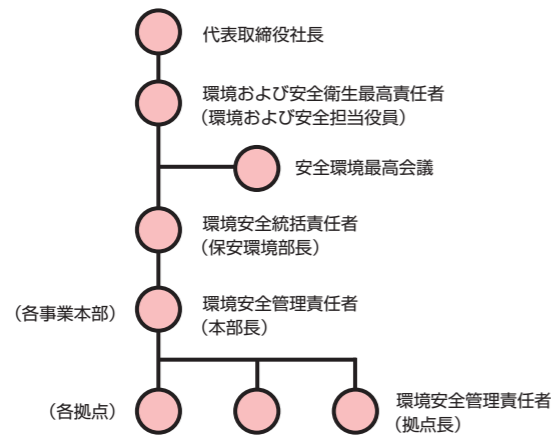 代表取締役社長
環境および安全衛生最高責任者
（環境および安全担当役員）
安全環境最高会議
環境安全統括責任者
（保安環境部長）
（各事業本部）
環境安全管理責任者
（本部長）
（各拠点）
環境安全管理責任者
（拠点長）